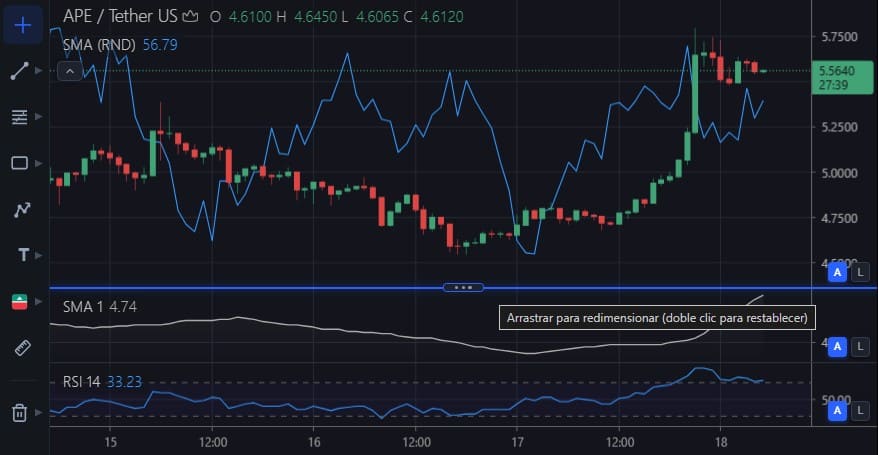 APE / Tether US O 4.6100 H 4.6450 L 4.6065 C 4.6120
SMA (RND) 56.79
5.7500
5.5640
27:39
5.2500
5.0000
4.7500
A L
SMA 1 4.74
Arrastrar para redimensionar (doble clic para restablecer)
A L
RSI 14 33.23
50.00
A L
15 12:00 16 12:00 17 12:00 18
T